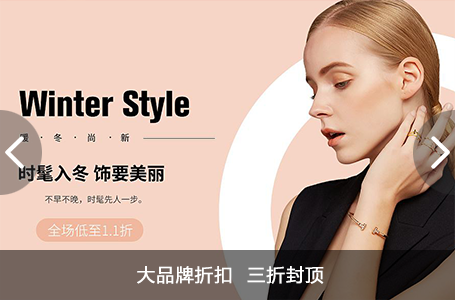 Winter Style
暖·冬·尚·新
时髦入冬 饰要美丽
不早不晚，时髦先人一步。
全场低至1.1折
大品牌折扣 三折封顶